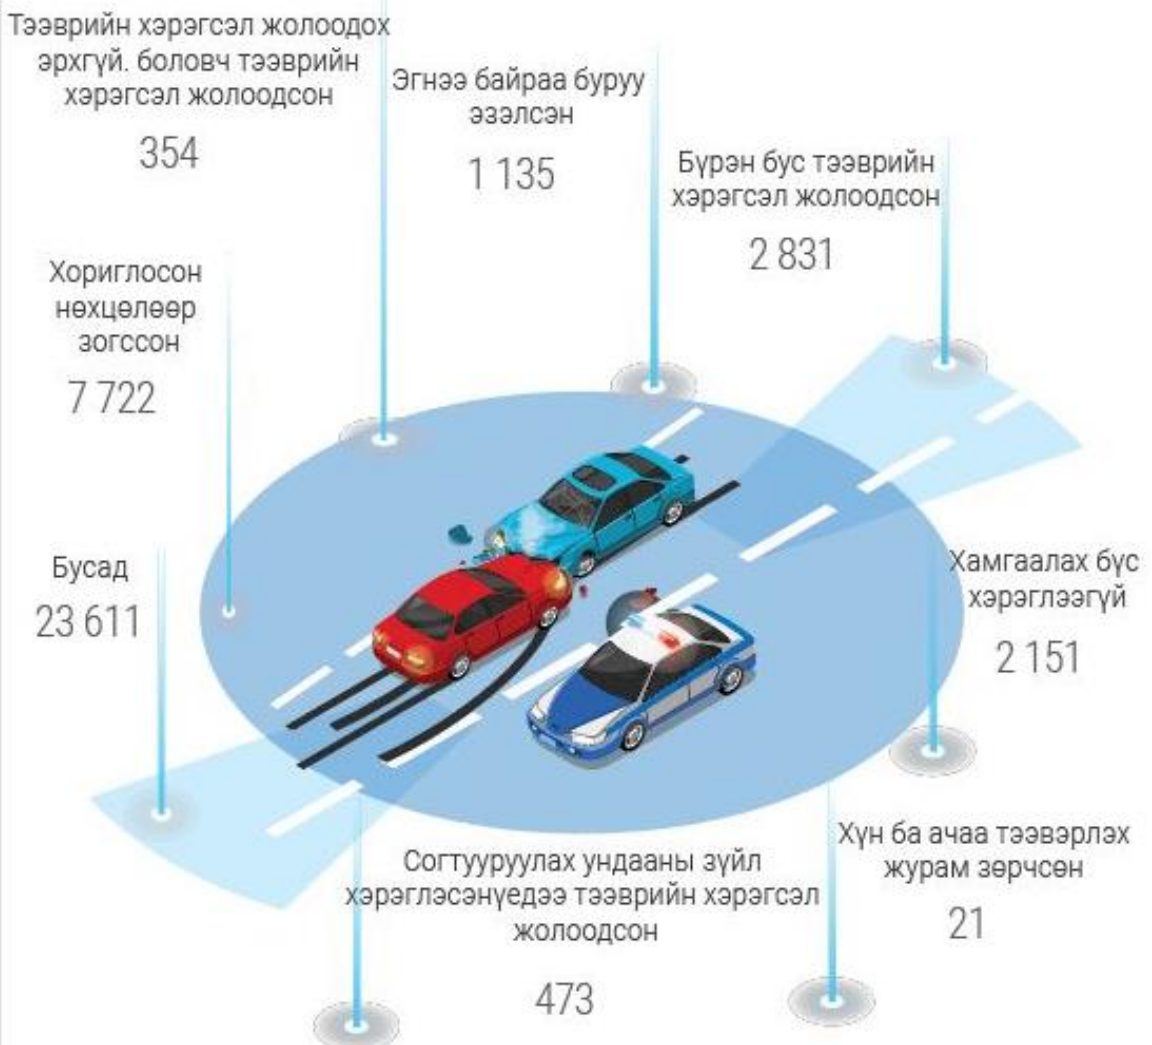 Тээврийн хэрэгсэл жолоодох
эрхгүй. боловч тээврийн
хэрэгсэл жолоодсон
354
Эгнээ байраа буруу
эзэлсэн
1 135
Бүрэн бус тээврийн
хэрэгсэл жолоодсон
2 831
Хориглосон
нөхцөлөөр
зогссон
7 722
Бусад
23 611
Хамгаалах бүс
хэрэглээгүй
2 151
Согтууруулах ундааны зүйл
хэрэглэсэнүедээ тээврийн хэрэгсэл
жолоодсон
473
Хүн ба ачаа тээвэрлэх
журам зөрчсөн
21